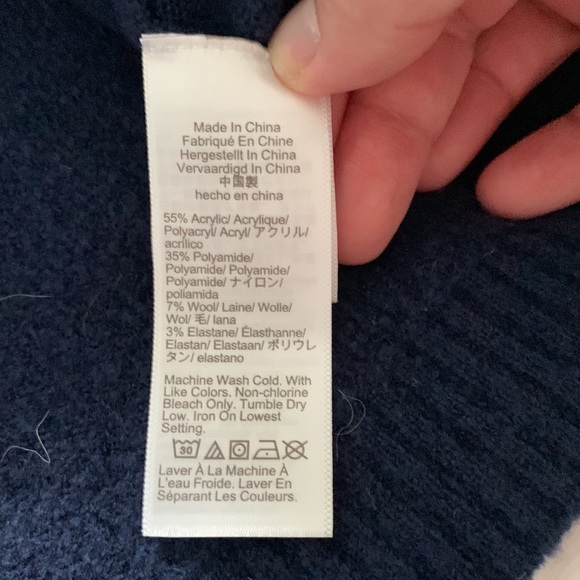 Made In China
Fabriqué En Chine
Hergestellt In China
Vervaardigd In China
中国製
hecho en china
55% Acrylic/ Acrylique/
Polyacryl/ Acryl/ アクリル/
acrílico
35% Polyamide/
Polyamide/ Polyamide/
Polyamide/ ナイロン/
poliamida
7% Wool/ Laine/ Wolle/
Wol/ 毛/ lana
3% Elastane/ Élasthanne/
Elastan/ Elastaan/ ポリウレ
タン/ elastano
Machine Wash Cold. With
Like Colors. Non-chlorine
Bleach Only. Tumble Dry
Low. Iron On Lowest
Setting.
30
Laver À La Machine À
L'eau Froide. Laver En
Séparant Les Couleurs.